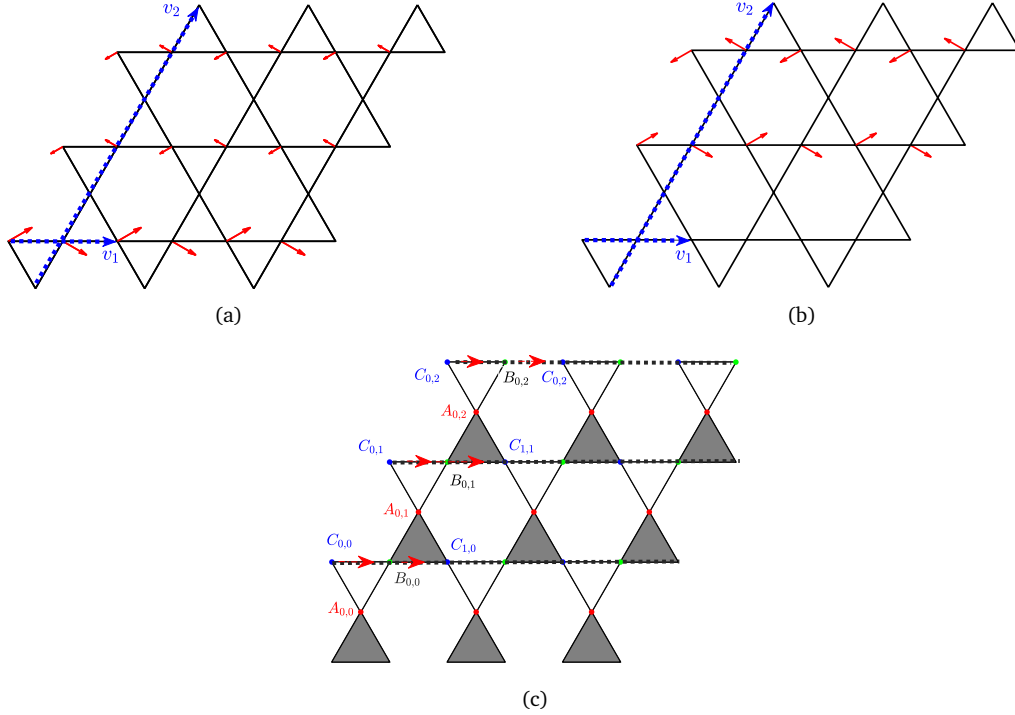 v₂
v₂
v₁
v₁
(a)
(b)
C₀,₂
B₀,₂
C₀,₂
A₀,₂
C₀,₁
B₀,₁
C₁,₁
A₀,₁
C₀,₀
B₀,₀
C₁,₀
A₀,₀
(c)